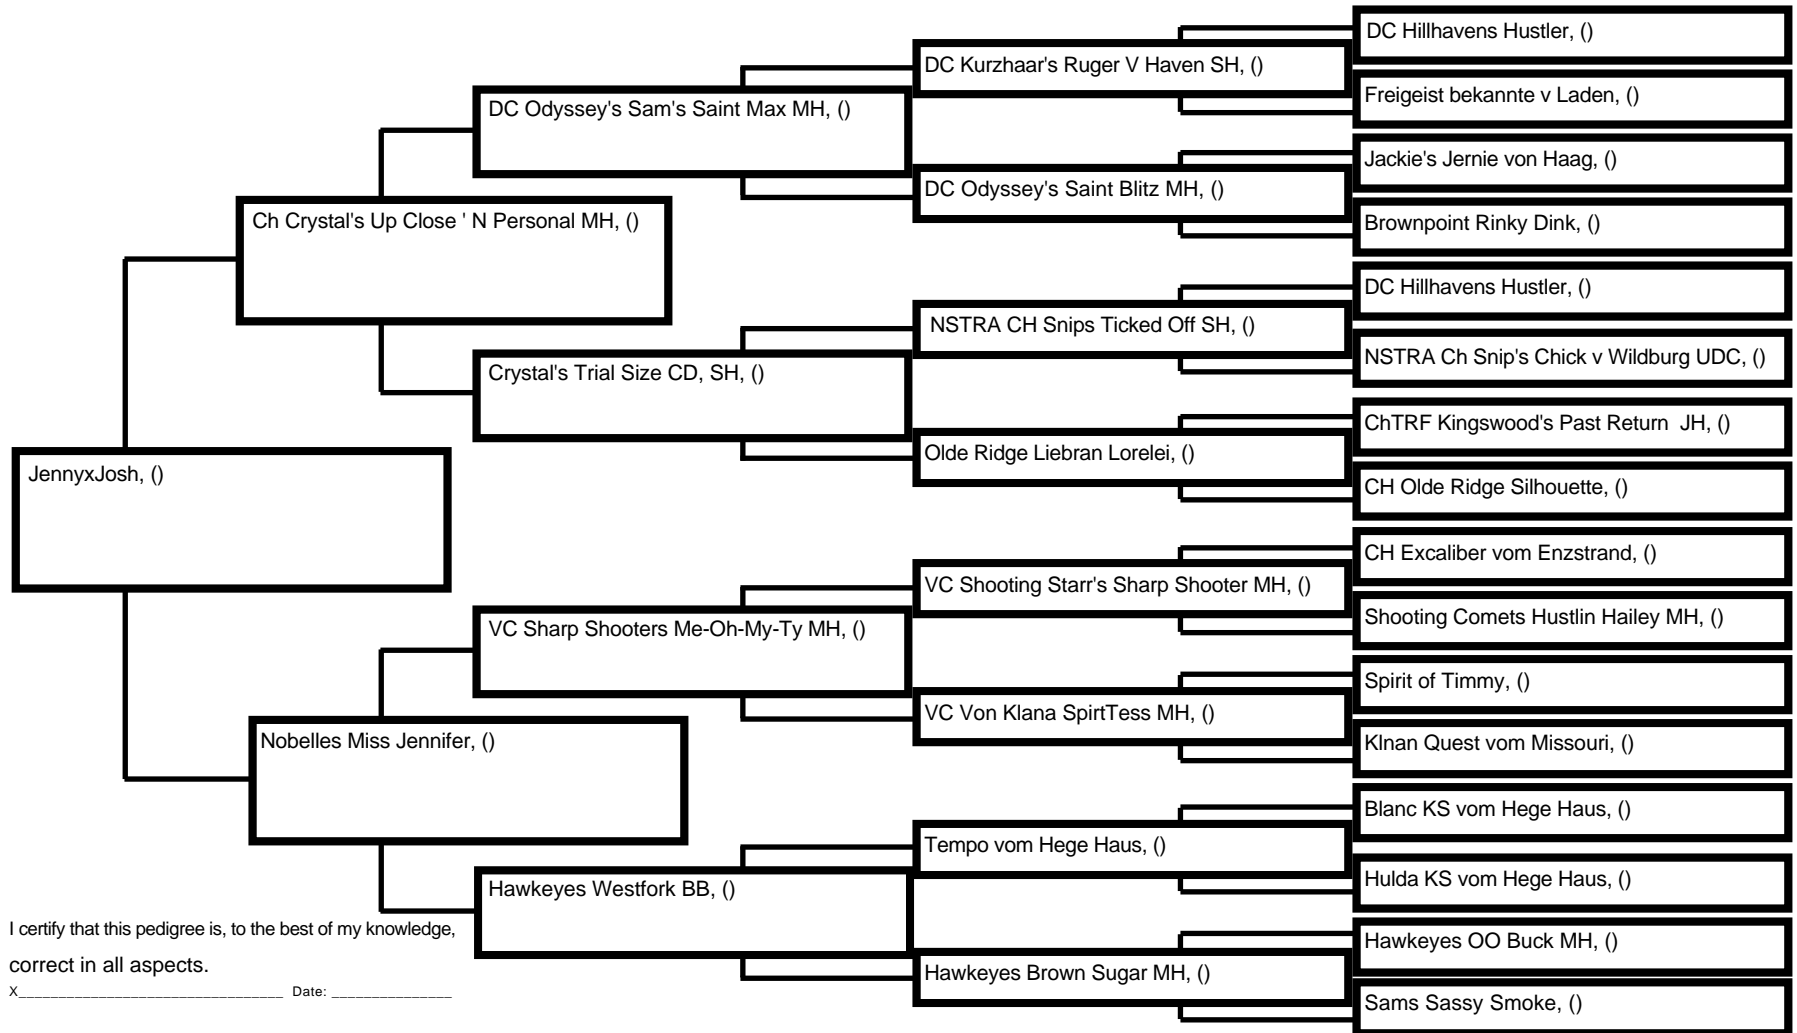 DC Hillhavens Hustler, ()
DC Kurzhaar's Ruger V Haven SH, ()
Freigeist bekannte v Laden, ()
DC Odyssey's Sam's Saint Max MH, ()
Jackie's Jernie von Haag, ()
DC Odyssey's Saint Blitz MH, ()
Brownpoint Rinky Dink, ()
Ch Crystal's Up Close ' N Personal MH, ()
DC Hillhavens Hustler, ()
NSTRA CH Snips Ticked Off SH, ()
NSTRA Ch Snip's Chick v Wildburg UDC, ()
Crystal's Trial Size CD, SH, ()
ChTRF Kingswood's Past Return  JH, ()
Olde Ridge Liebran Lorelei, ()
CH Olde Ridge Silhouette, ()
JennyxJosh, ()
CH Excaliber vom Enzstrand, ()
VC Shooting Starr's Sharp Shooter MH, ()
Shooting Comets Hustlin Hailey MH, ()
VC Sharp Shooters Me-Oh-My-Ty MH, ()
Spirit of Timmy, ()
VC Von Klana SpirtTess MH, ()
Klnan Quest vom Missouri, ()
Nobelles Miss Jennifer, ()
Blanc KS vom Hege Haus, ()
Tempo vom Hege Haus, ()
Hulda KS vom Hege Haus, ()
Hawkeyes Westfork BB, ()
Hawkeyes OO Buck MH, ()
Hawkeyes Brown Sugar MH, ()
Sams Sassy Smoke, ()
I certify that this pedigree is, to the best of my knowledge,
correct in all aspects.
X_________________________________ Date: _______________